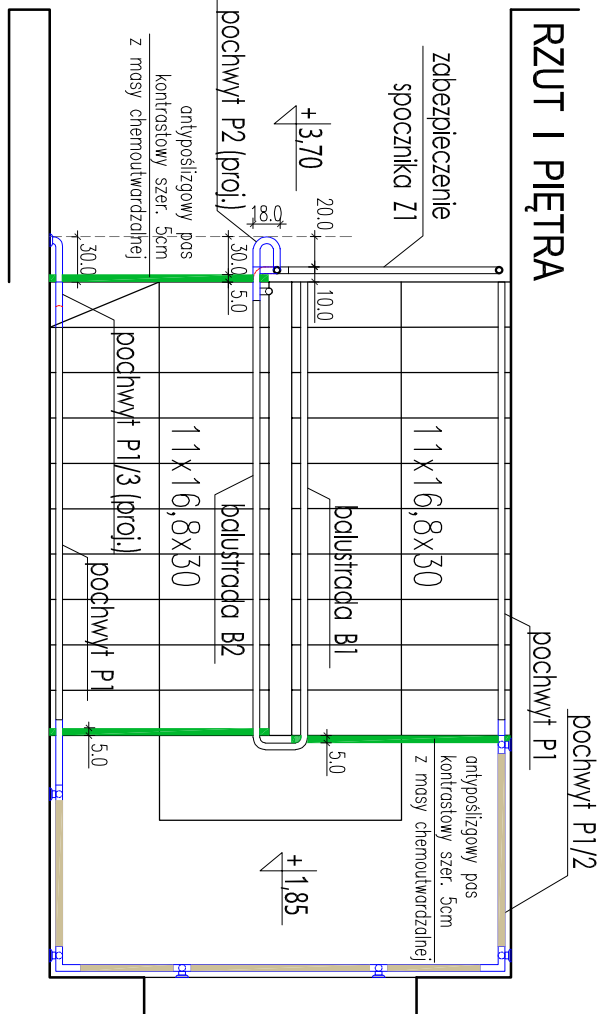 RZUT I PIĘTRA
zabezpieczenie
spocznika Z1
+ 3,70
pochwyt P2 (proj.)
antypoślizgowy pas
kontrastowy szer. 5cm
z masy chemoutwardzalnej
18.0
20.0
30.0
30.0
5.0
10.0
pochwyt P1/3 (proj.)
11x16,8x30
11x16,8x30
balustrada B1
balustrada B2
pochwyt P1
pochwyt P1
pochwyt P1/2
5.0
5.0
antypoślizgowy pas
kontrastowy szer. 5cm
z masy chemoutwardzalnej
+ 1,85